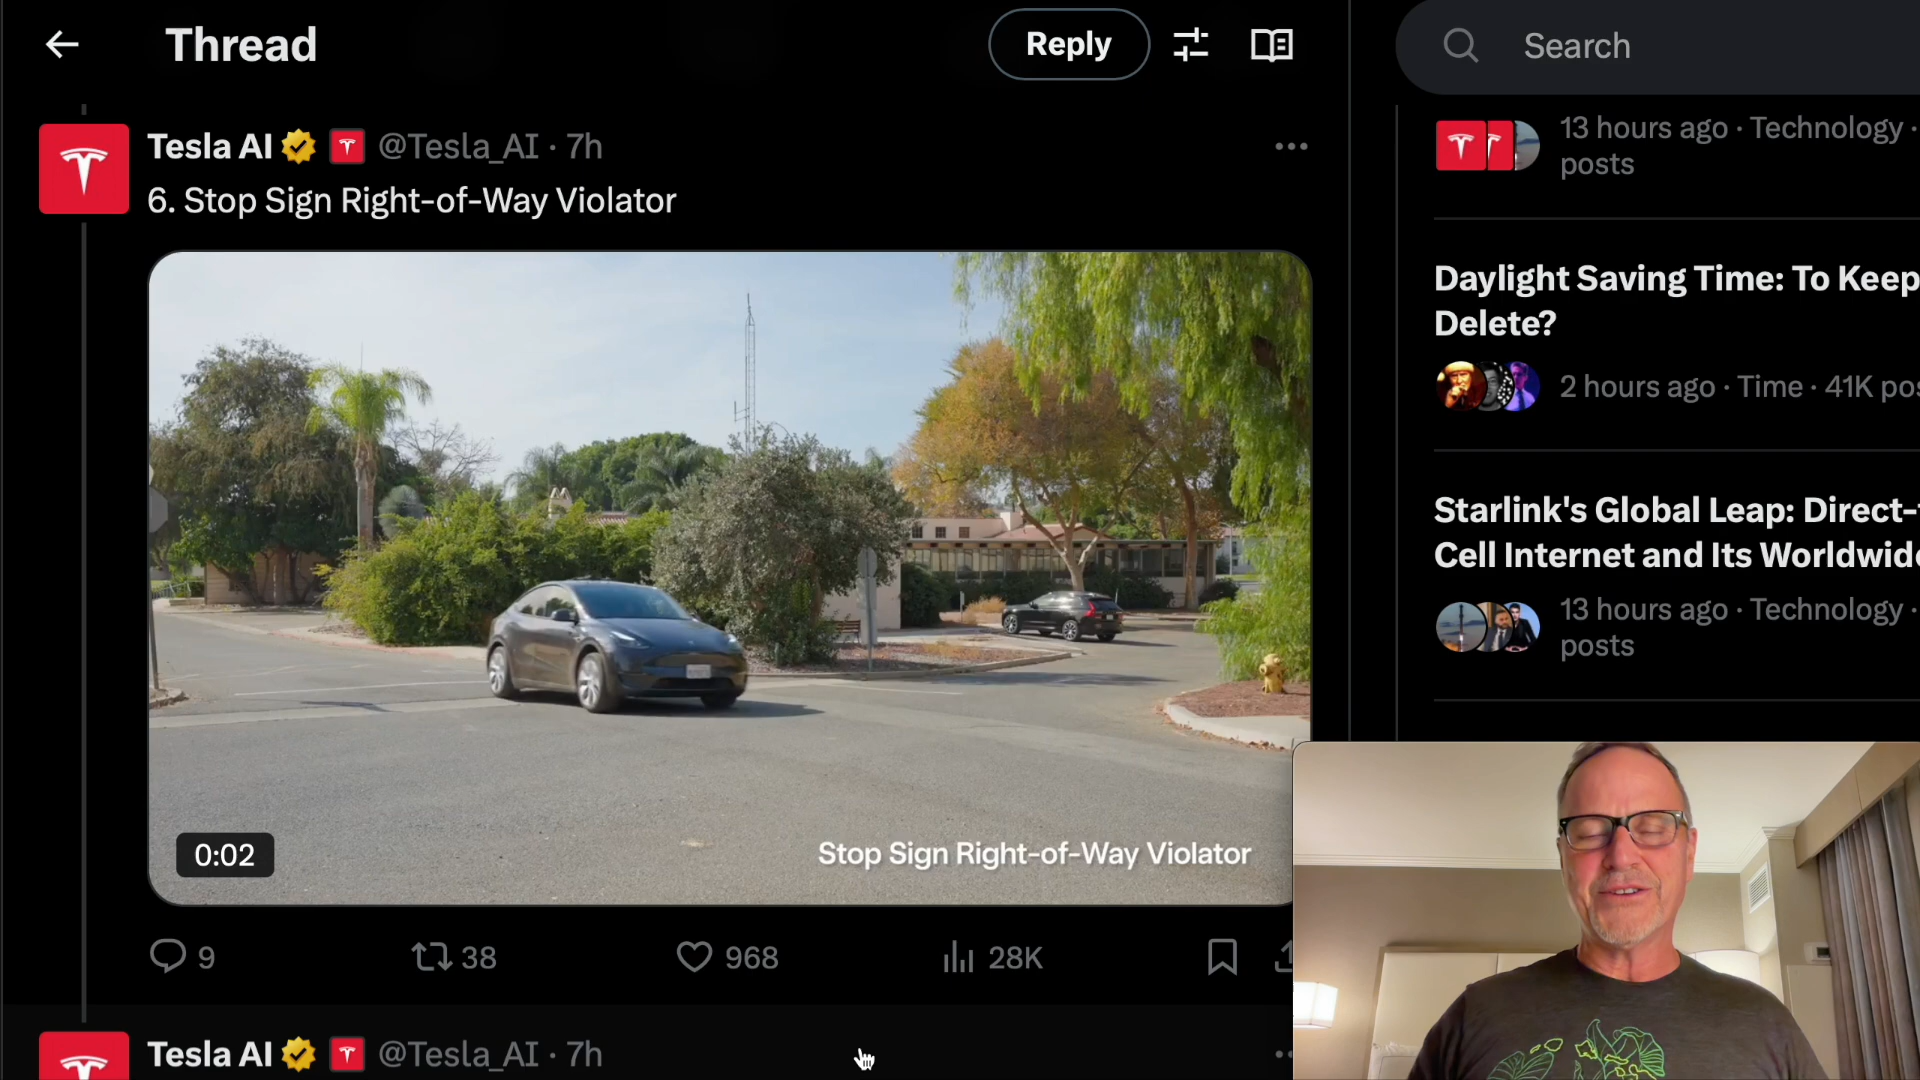 Thread
Reply
Search
Tesla AI @Tesla_AI · 7h
6. Stop Sign Right-of-Way Violator
0:02
Stop Sign Right-of-Way Violator
9
38
968
28K
Tesla AI @Tesla_AI · 7h
13 hours ago · Technology ·
posts
Daylight Saving Time: To Keep
Delete?
2 hours ago · Time · 41K
Starlink's Global Leap:
Cell Internet and Its
13 hours ago · Technology ·
posts